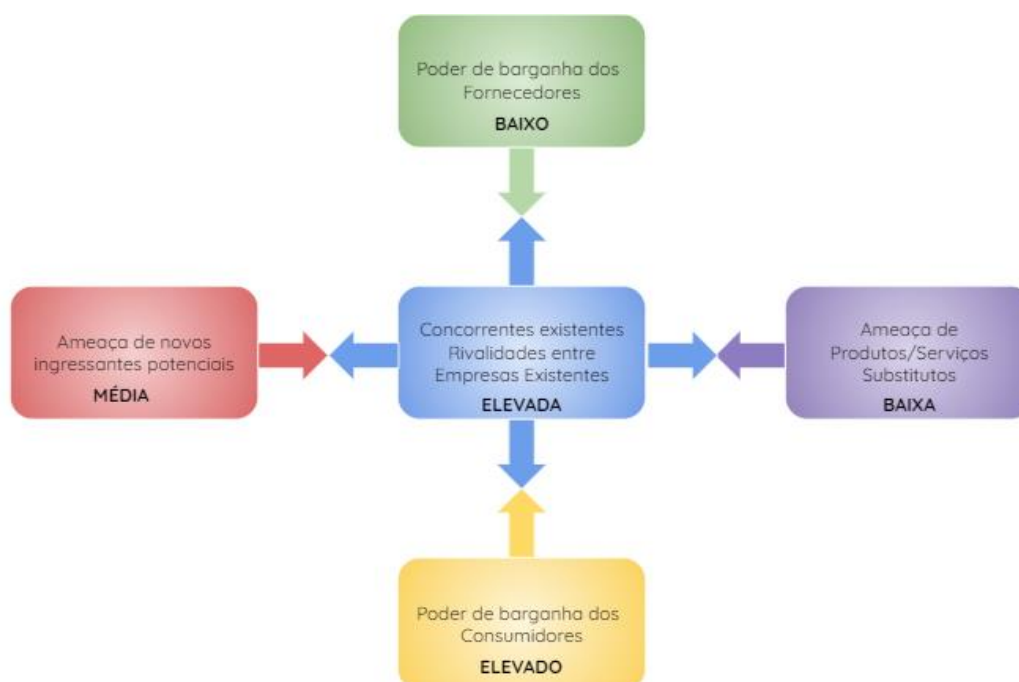 Poder de barganha dos
Fornecedores
BAIXO
Ameaça de novos
ingressantes potenciais
MÉDIA
Concorrentes existentes
Rivalidades entre
Empresas Existentes
ELEVADA
Ameaça de
Produtos/Serviços
Substitutos
BAIXA
Poder de barganha dos
Consumidores
ELEVADO